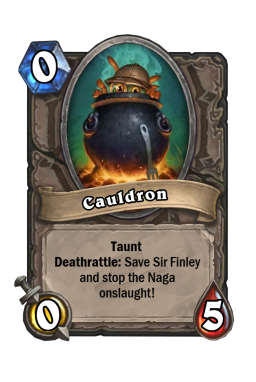 0
Cauldron
Taunt
Deathrattle: Save Sir Finley
and stop the Naga
onslaught!
0
5